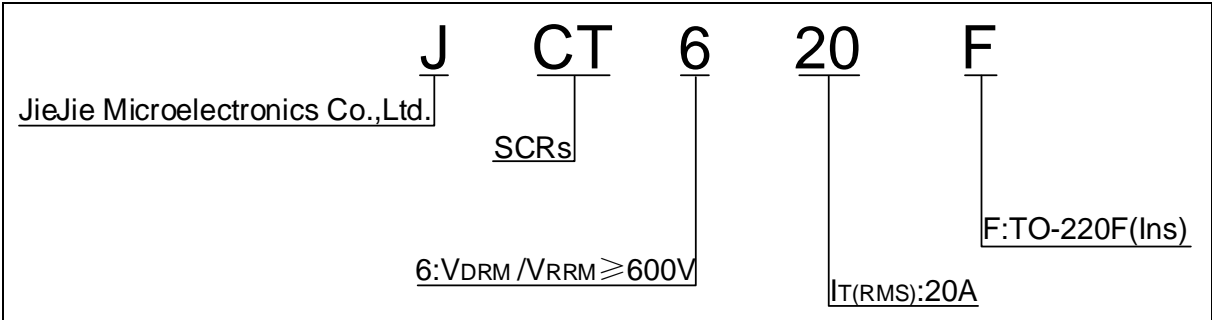 J CT 6 20 F
JieJie Microelectronics Co.,Ltd.
SCRs
F:TO-220F(Ins)
6:VDRM /VRRM≥600V
IT(RMS):20A